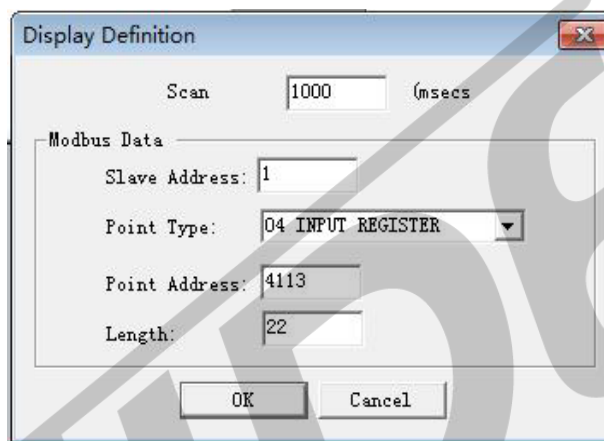 Display Definition
Scan 1000 (msecs
Modbus Data
Slave Address: 1
Point Type: 04 INPUT REGISTER
Point Address: 4113
Length: 22
OK Cancel